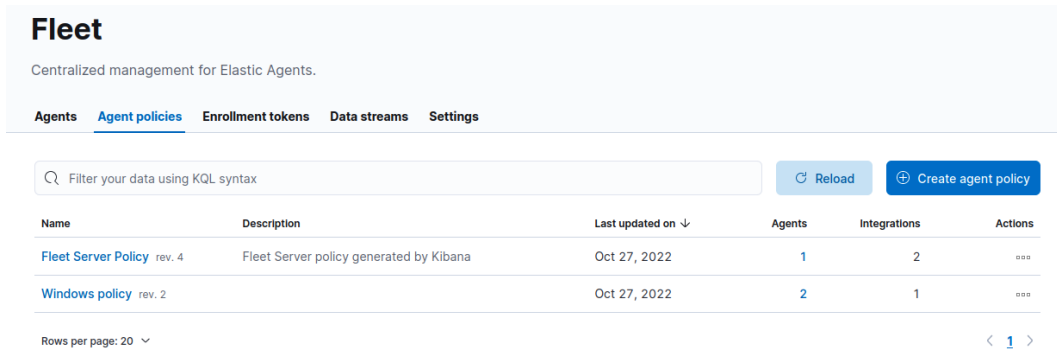 Fleet
Centralized management for Elastic Agents.
Agents Agent policies Enrollment tokens Data streams Settings
Filter your data using KQL syntax Reload Create agent policy
Name Description Last updated on Agents Integrations Actions
Fleet Server Policy rev. 4 Fleet Server policy generated by Kibana Oct 27, 2022 1 2
Windows policy rev. 2 Oct 27, 2022 2 1
Rows per page: 20 1